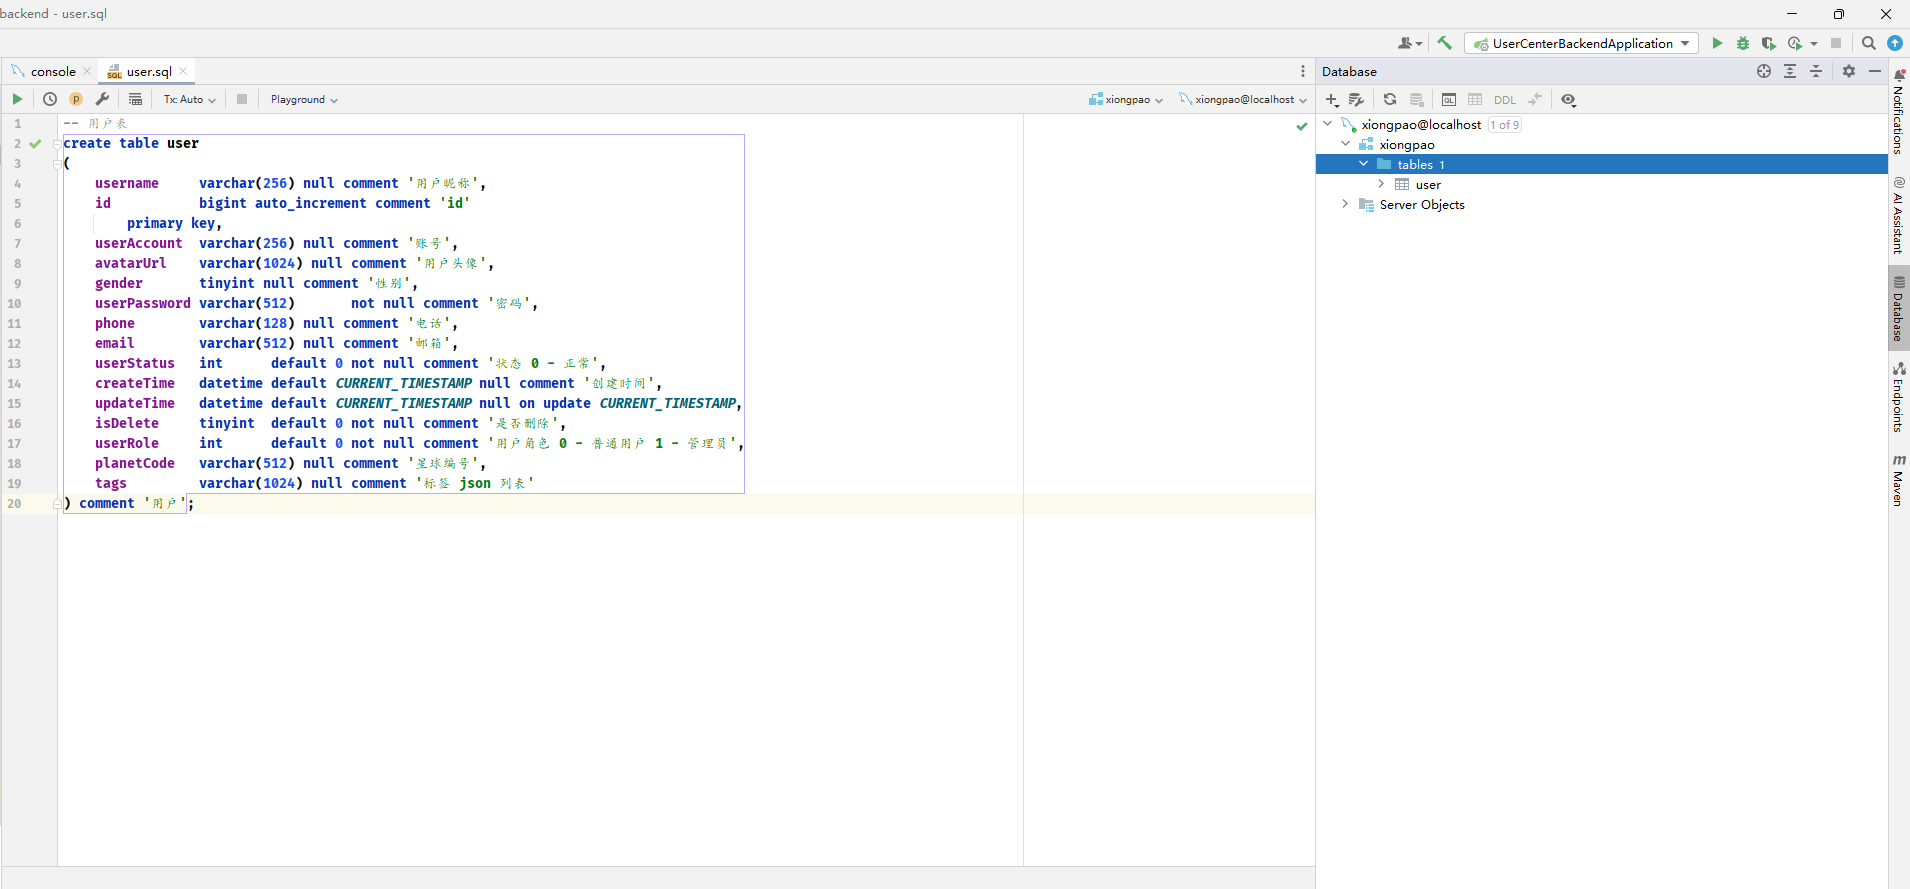 backend - user.sql
UserCenterBackendApplication
console
user.sql
Database
Tx: Auto
Playground
xiongpao
xiongpao@localhost
DDL
1 -- 用户表
2 create table user
3 (
4 username varchar(256) null comment '用户昵称',
5 id bigint auto_increment comment 'id'
6 primary key,
7 userAccount varchar(256) null comment '账号',
8 avatarUrl varchar(1024) null comment '用户头像',
9 gender tinyint null comment '性别',
10 userPassword varchar(512) not null comment '密码',
11 phone varchar(128) null comment '电话',
12 email varchar(512) null comment '邮箱',
13 userStatus int default 0 not null comment '状态 0 - 正常',
14 createTime datetime default CURRENT_TIMESTAMP null comment '创建时间',
15 updateTime datetime default CURRENT_TIMESTAMP null on update CURRENT_TIMESTAMP,
16 isDelete tinyint default 0 not null comment '是否删除',
17 userRole int default 0 not null comment '用户角色 0 - 普通用户 1 - 管理员',
18 planetCode varchar(512) null comment '星球编号',
19 tags varchar(1024) null comment '标签 json 列表'
20 ) comment '用户';
xiongpao@localhost 1 of 9
xiongpao
tables 1
user
Server Objects
Notifications
AI Assistant
Database
Endpoints
Maven